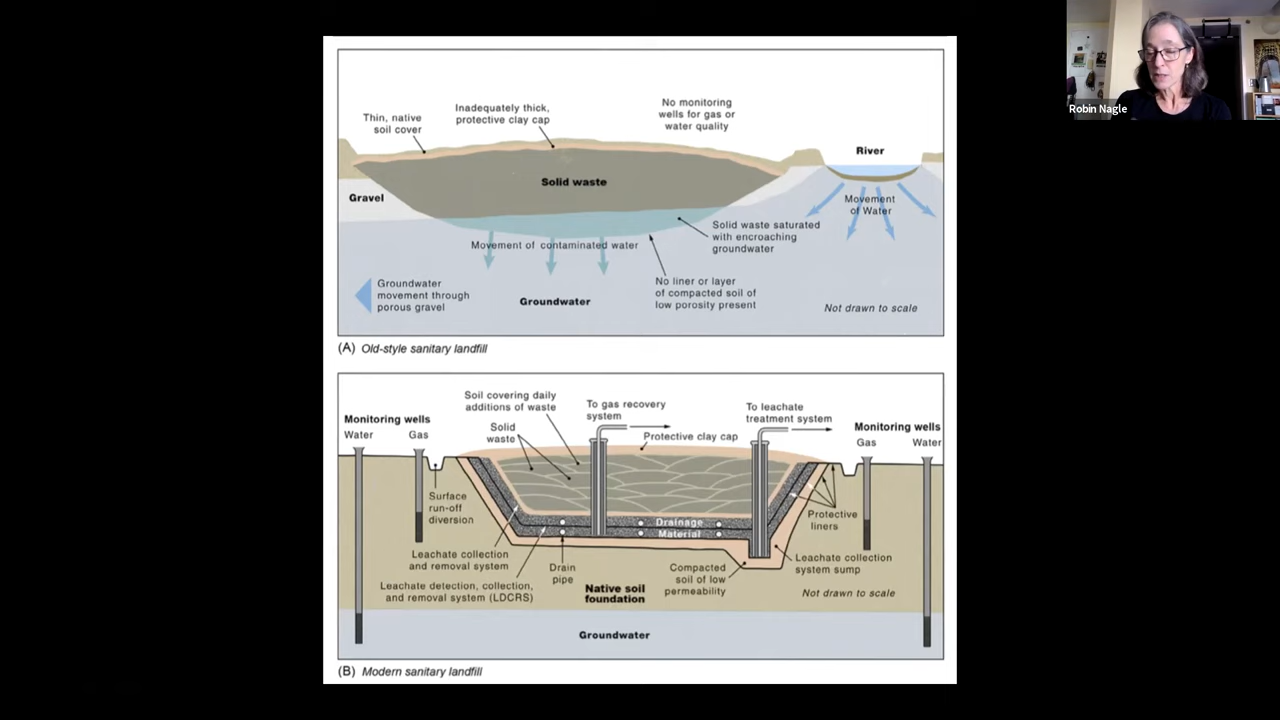 Robin Nagle
Thin, native
soil cover
Inadequately thick,
protective clay cap
No monitoring
wells for gas or
water quality
River
Solid waste
Gravel
Movement
of Water
Solid waste saturated
with encroaching
groundwater
Movement of contaminated water
Groundwater
movement through
porous gravel
Groundwater
No liner or layer
of compacted soil of
low porosity present
Not drawn to scale
(A) Old-style sanitary landfill
Soil covering daily
additions of waste
To gas recovery
system
To leachate
treatment system
Monitoring wells
Water
Gas
Solid
waste
Protective clay cap
Monitoring wells
Gas
Water
Surface
run-off
diversion
Drainage
Material
Protective
liners
Leachate collection
and removal system
Drain
pipe
Compacted
soil of low
permeability
Leachate collection
system sump
Leachate detection, collection,
and removal system (LDCRS)
Native soil
foundation
Not drawn to scale
Groundwater
(B) Modern sanitary landfill